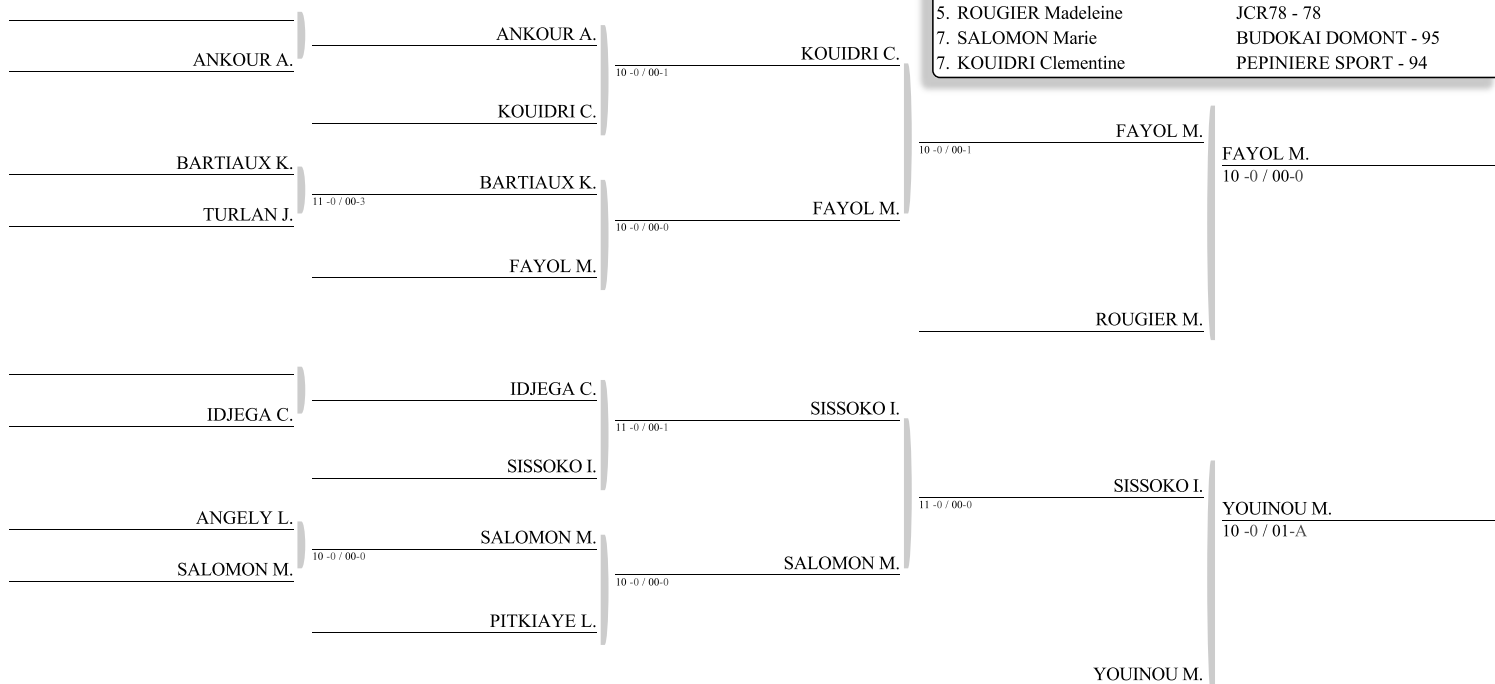 5. ROUGIER Madeleine JCR78 - 78
7. SALOMON Marie BUDOKAI DOMONT - 95
7. KOUIDRI Clementine PEPINIERE SPORT - 94
ANKOUR A.
ANKOUR A.
KOUIDRI C.
10 -0 / 00-1
KOUIDRI C.
FAYOL M.
10 -0 / 00-1
FAYOL M.
10 -0 / 00-0
BARTIAUX K.
BARTIAUX K.
11 -0 / 00-3
TURLAN J.
FAYOL M.
10 -0 / 00-0
FAYOL M.
ROUGIER M.
IDJEGA C.
IDJEGA C.
SISSOKO I.
11 -0 / 00-1
SISSOKO I.
SISSOKO I.
11 -0 / 00-0
YOUINOU M.
10 -0 / 01-A
ANGELY L.
SALOMON M.
10 -0 / 00-0
SALOMON M.
SALOMON M.
10 -0 / 00-0
PITKIAYE L.
YOUINOU M.